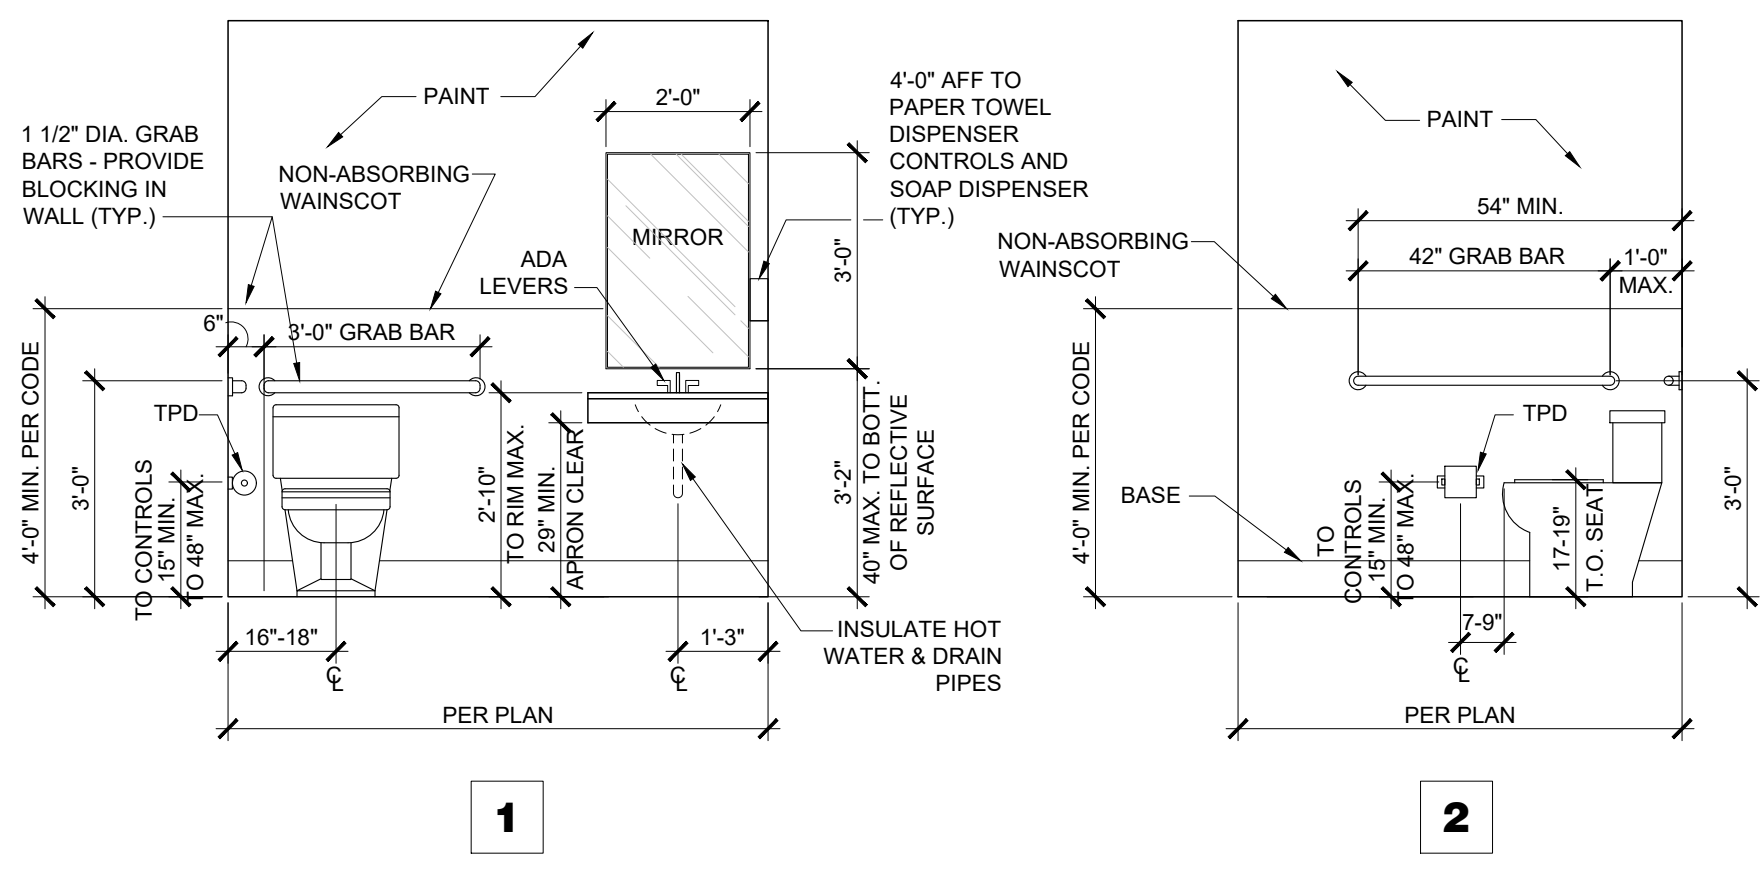 PAINT
2'-0"
4'-0" AFF TO
PAPER TOWEL
DISPENSER
CONTROLS AND
SOAP DISPENSER
(TYP.)
1 1/2" DIA. GRAB
BARS - PROVIDE
BLOCKING IN
WALL (TYP.)
NON-ABSORBING
WAINSCOT
MIRROR
ADA
LEVERS
3'-0"
6"
3'-0" GRAB BAR
4'-0" MIN. PER CODE
3'-0"
TPD
TO CONTROLS
15" MIN.
TO 48" MAX.
2'-10"
TO RIM MAX.
29" MIN.
APRON CLEAR
3'-2"
40" MAX. TO BOTT.
OF REFLECTIVE
SURFACE
16"-18"
CL
1'-3"
CL
INSULATE HOT
WATER & DRAIN
PIPES
PER PLAN
1
PAINT
54" MIN.
NON-ABSORBING
WAINSCOT
42" GRAB BAR
1'-0"
MAX.
4'-0" MIN. PER CODE
TPD
BASE
TO
CONTROLS
15" MIN.
TO 48" MAX.
17-19"
T.O. SEAT
3'-0"
7-9"
CL
PER PLAN
2